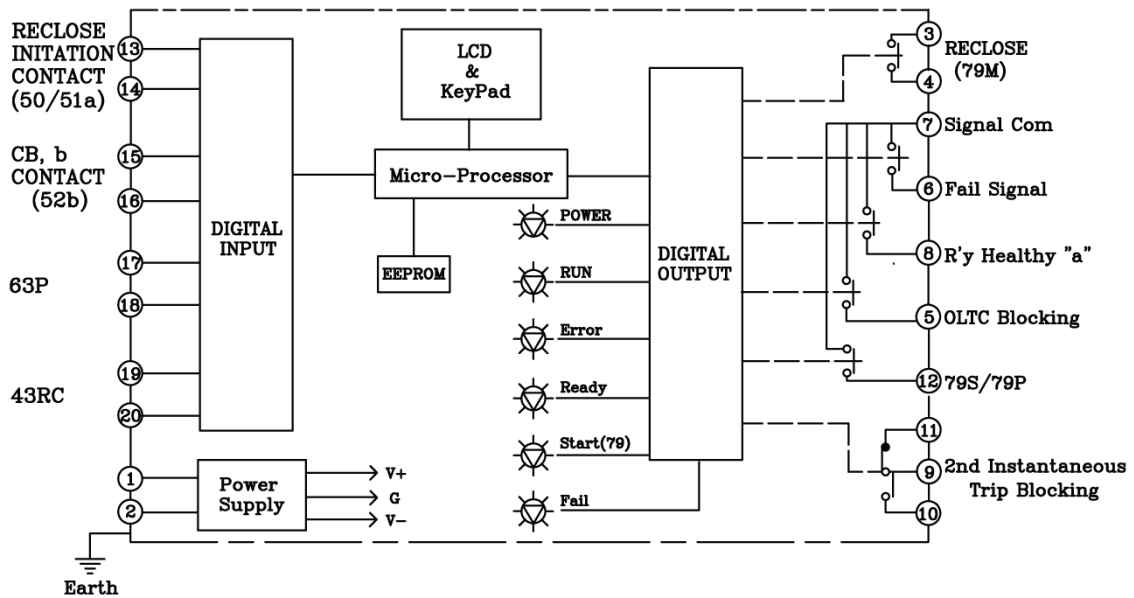 RECLOSE
INITATION
CONTACT
(50/51a)
13
14
CB, b
CONTACT
(52b)
15
16
63P
17
18
43RC
19
20
1
2
Earth
DIGITAL
INPUT
Power
Supply
V+
G
V-
LCD
&
KeyPad
Micro-Processor
EEPROM
POWER
RUN
Error
Ready
Start(79)
Fail
DIGITAL
OUTPUT
3
RECLOSE
(79M)
4
7 Signal Com
6 Fail Signal
8 R'y Healthy "a"
5 OLTC Blocking
12 79S/79P
11
9 2nd Instantaneous
Trip Blocking
10